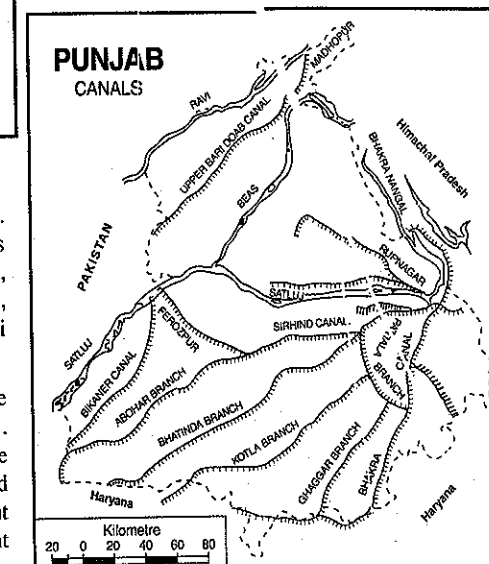 PUNJAB
CANALS
MADHOPUR
RAVI
UPPER BARI DOAB CANAL
BEAS
Himachal Pradesh
BHAKRA NANGAL
PAKISTAN
RUPNAGAR
SATLUJ
SATLUJ
FEROZPUR
SIRHIND CANAL
PATIALA
BRANCH
CANAL
BIKANER CANAL
ABOHAR BRANCH
BHATINDA BRANCH
KOTLA BRANCH
GHAGGAR BRANCH
BHAKRA
Haryana
Haryana
Kilometre
20 0 20 40 60 80